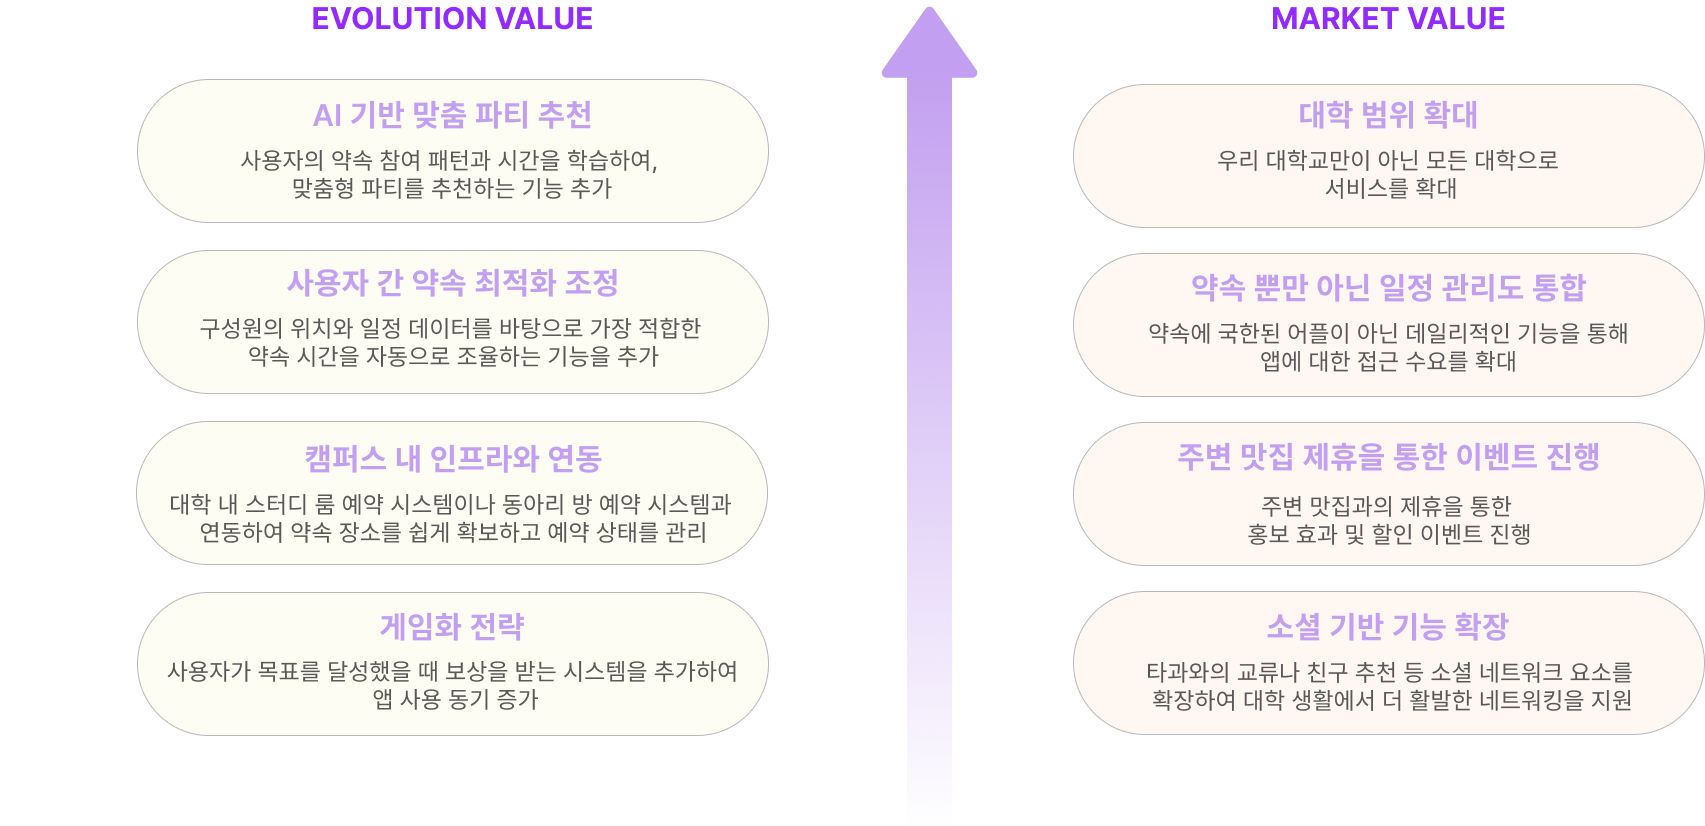 EVOLUTION VALUE
AI 기반 맞춤 파티 추천
사용자의 약속 참여 패턴과 시간을 학습하여,
맞춤형 파티를 추천하는 기능 추가
사용자 간 약속 최적화 조정
구성원의 위치와 일정 데이터를 바탕으로 가장 적합한
약속 시간을 자동으로 조율하는 기능을 추가
캠퍼스 내 인프라와 연동
대학 내 스터디 룸 예약 시스템이나 동아리 방 예약 시스템과
연동하여 약속 장소를 쉽게 확보하고 예약 상태를 관리
게임화 전략
사용자가 목표를 달성했을 때 보상을 받는 시스템을 추가하여
앱 사용 동기 증가
MARKET VALUE
대학 범위 확대
우리 대학교만이 아닌 모든 대학으로
서비스를 확대
약속 뿐만 아닌 일정 관리도 통합
약속에 국한된 어플이 아닌 데일리적인 기능을 통해
앱에 대한 접근 수요를 확대
주변 맛집 제휴을 통한 이벤트 진행
주변 맛집과의 제휴을 통한
홍보 효과 및 할인 이벤트 진행
소셜 기반 기능 확장
타과와의 교류나 친구 추천 등 소셜 네트워크 요소를
확장하여 대학 생활에서 더 활발한 네트워킹을 지원